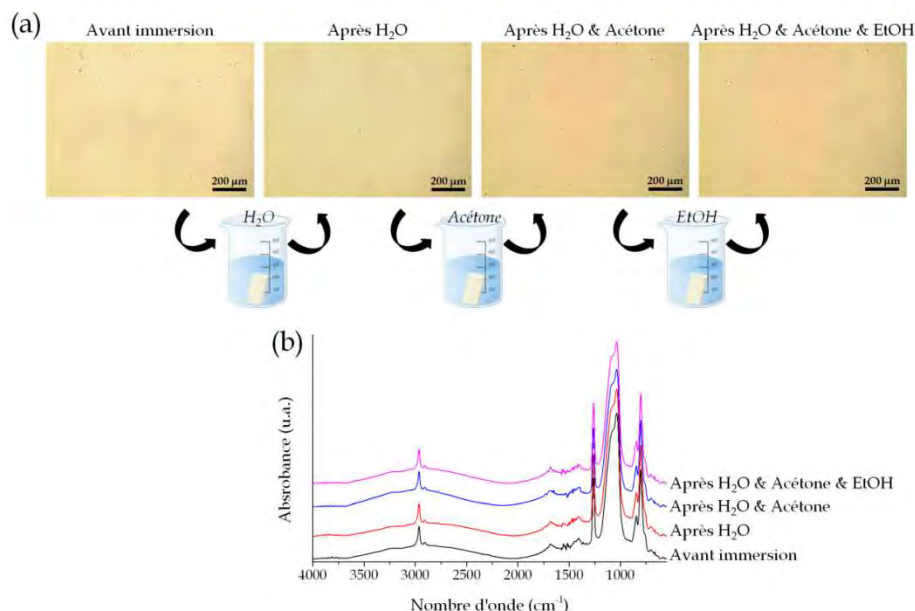 (a)
Avant immersion
Après H₂O
Après H₂O & Acétone
Après H₂O & Acétone & EtOH
200 µm
200 µm
200 µm
200 µm
H₂O
Acétone
EtOH
(b)
Absrobance (u.a.)
Après H₂O & Acétone & EtOH
Après H₂O & Acétone
Après H₂O
Avant immersion
4000 3500 3000 2500 2000 1500 1000
Nombre d'onde (cm⁻¹)